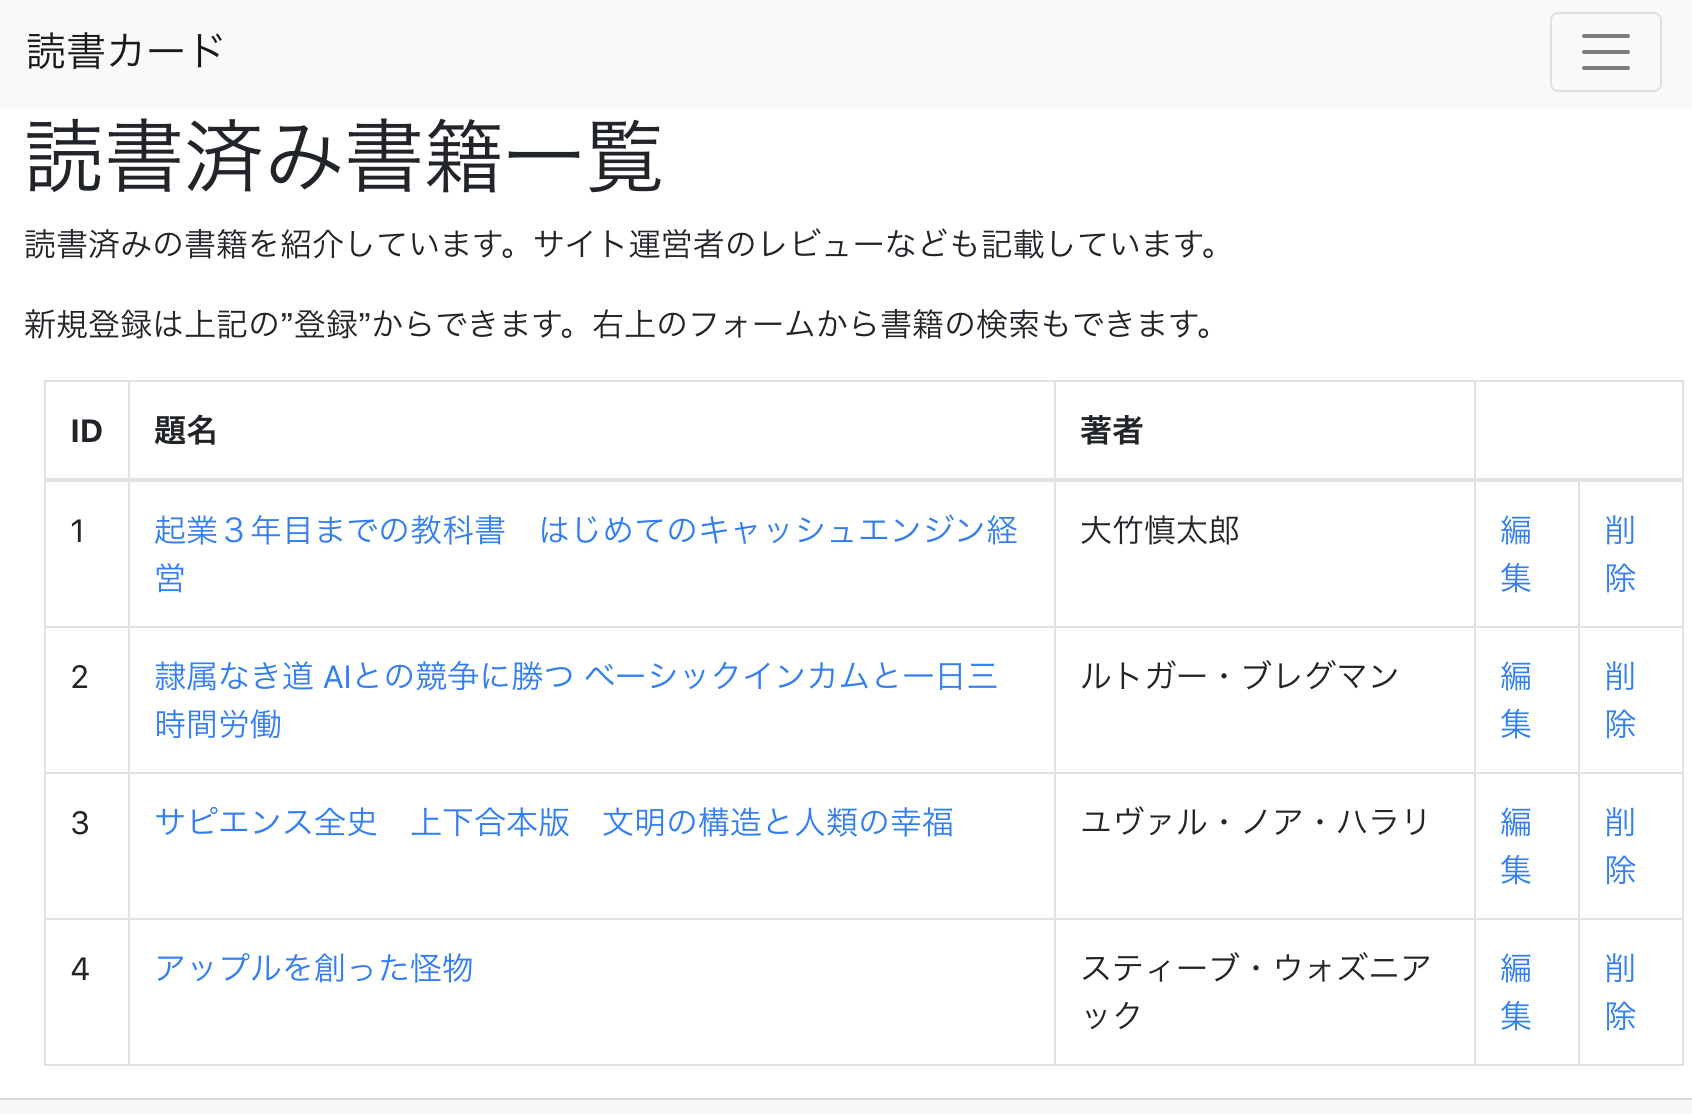 読書カード
読書済み書籍一覧
読書済みの書籍を紹介しています。サイト運営者のレビューなども記載しています。
新規登録は上記の”登録”からできます。右上のフォームから書籍の検索もできます。
ID 題名 著者
1 起業３年目までの教科書　はじめてのキャッシュエンジン経営 大竹慎太郎 編集 削除
2 隷属なき道 AIとの競争に勝つ ベーシックインカムと一日三時間労働 ルトガー・ブレグマン 編集 削除
3 サピエンス全史　上下合本版　文明の構造と人類の幸福 ユヴァル・ノア・ハラリ 編集 削除
4 アップルを創った怪物 スティーブ・ウォズニアック 編集 削除